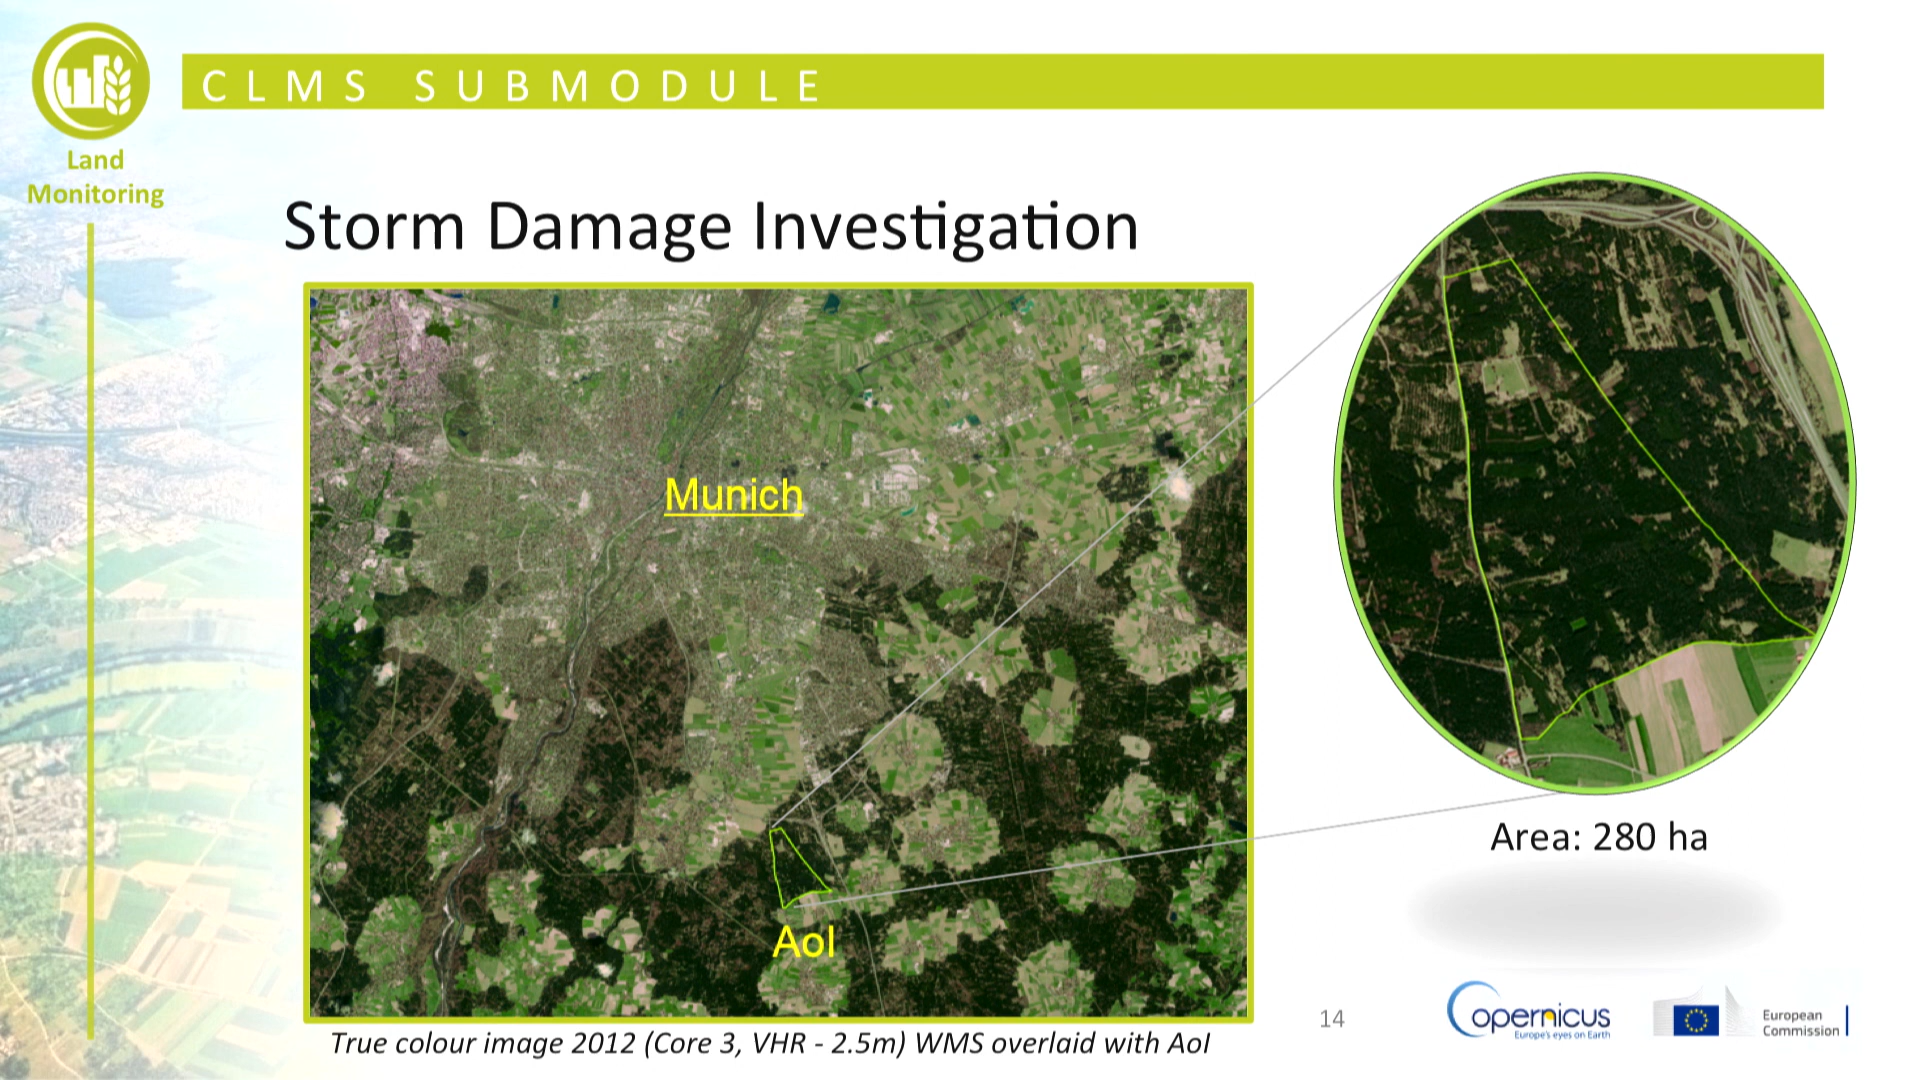 CLMS SUBMODULE
Land
Monitoring
Storm Damage Investigation
Munich
AoI
Area: 280 ha
True colour image 2012 (Core 3, VHR - 2.5m) WMS overlaid with AoI
14
Copernicus
Europe's eyes on Earth
European
Commission